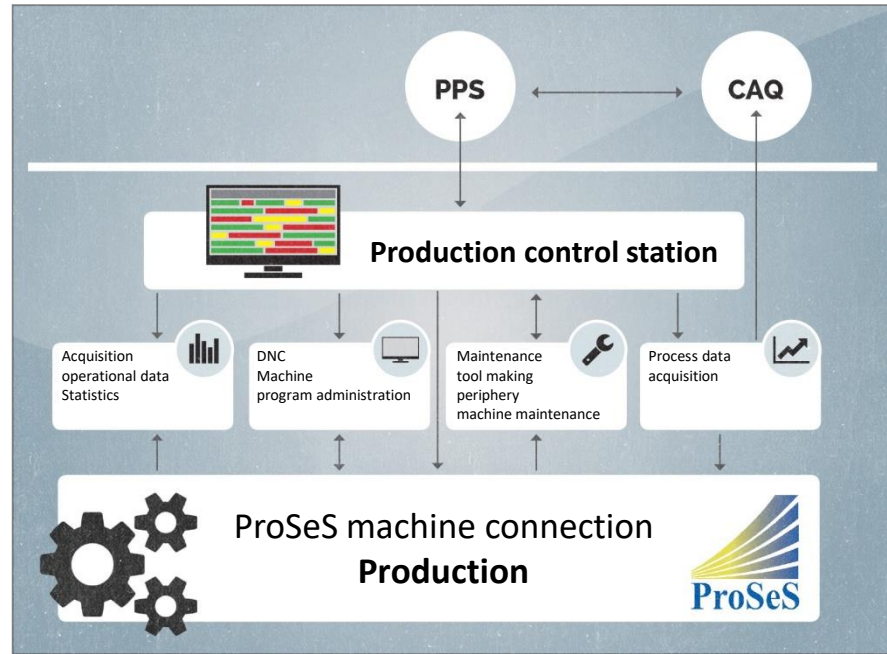 PPS
CAQ
Production control station
Acquisition
operational data
Statistics
DNC
Machine
program administration
Maintenance
tool making
periphery
machine maintenance
Process data
acquisition
ProSeS machine connection
Production
ProSeS